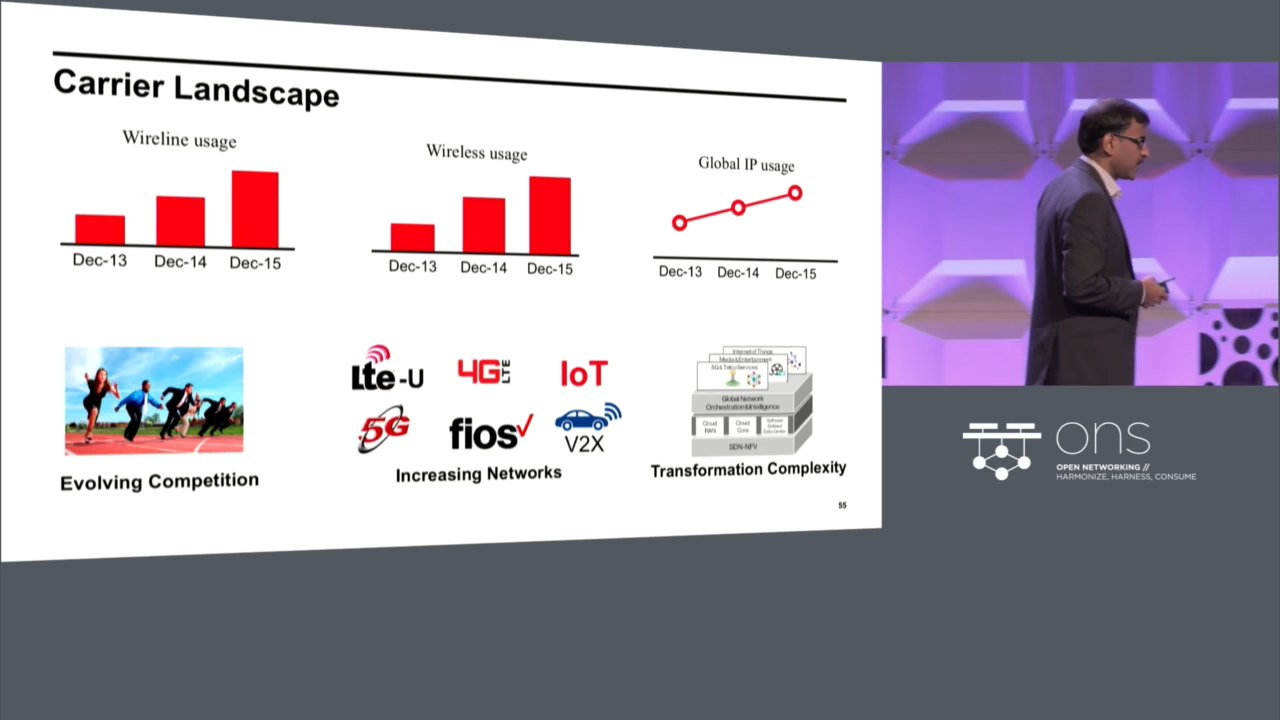 Carrier Landscape
Wireline usage
Dec-13 Dec-14 Dec-15
Wireless usage
Dec-13 Dec-14 Dec-15
Global IP usage
Dec-13 Dec-14 Dec-15
Evolving Competition
Lte-U
4G LTE
IoT
5G
fios
V2X
Increasing Networks
Internet of Things
Media & Entertainment
5G & Telco Services
Global Network
Orchestration & Intelligence
Cloud
RAN
Cloud
Core
Software
Defined
Data Center
SDN-NFV
Transformation Complexity
55
ons
OPEN NETWORKING //
HARMONIZE, HARNESS, CONSUME